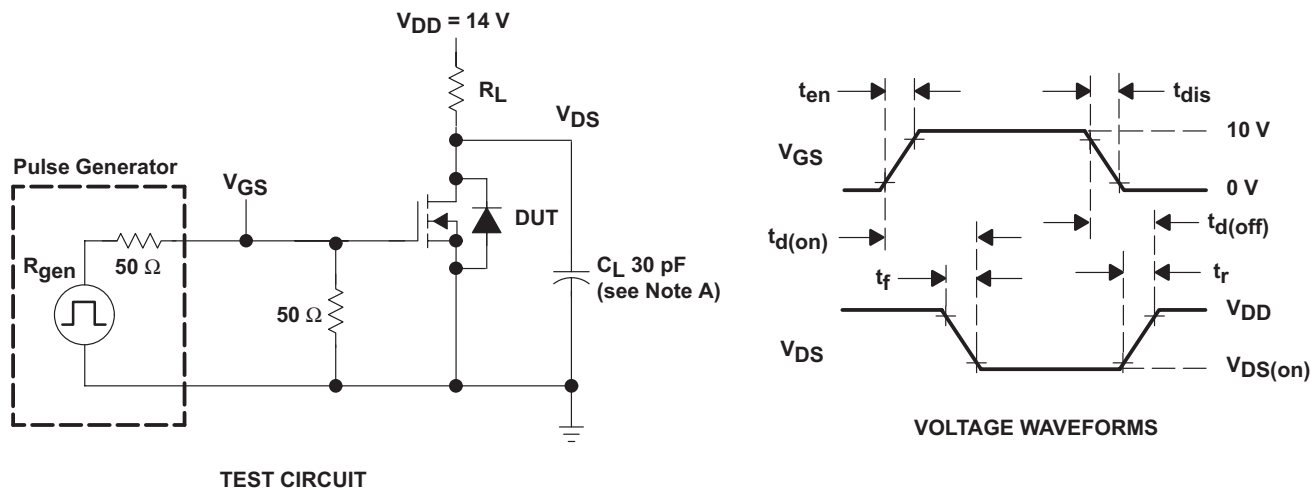 VDD = 14 V
RL
VDS
Pulse Generator
VGS
Rgen
50 Ω
50 Ω
DUT
CL 30 pF
(see Note A)
TEST CIRCUIT
ten
tdis
VGS
10 V
0 V
td(on)
td(off)
tf
tr
VDS
VDD
VDS(on)
VOLTAGE WAVEFORMS